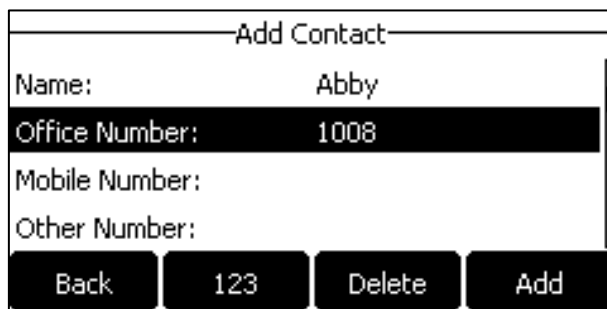 Add Contact
Name: Abby
Office Number: 1008
Mobile Number:
Other Number:
Back 123 Delete Add